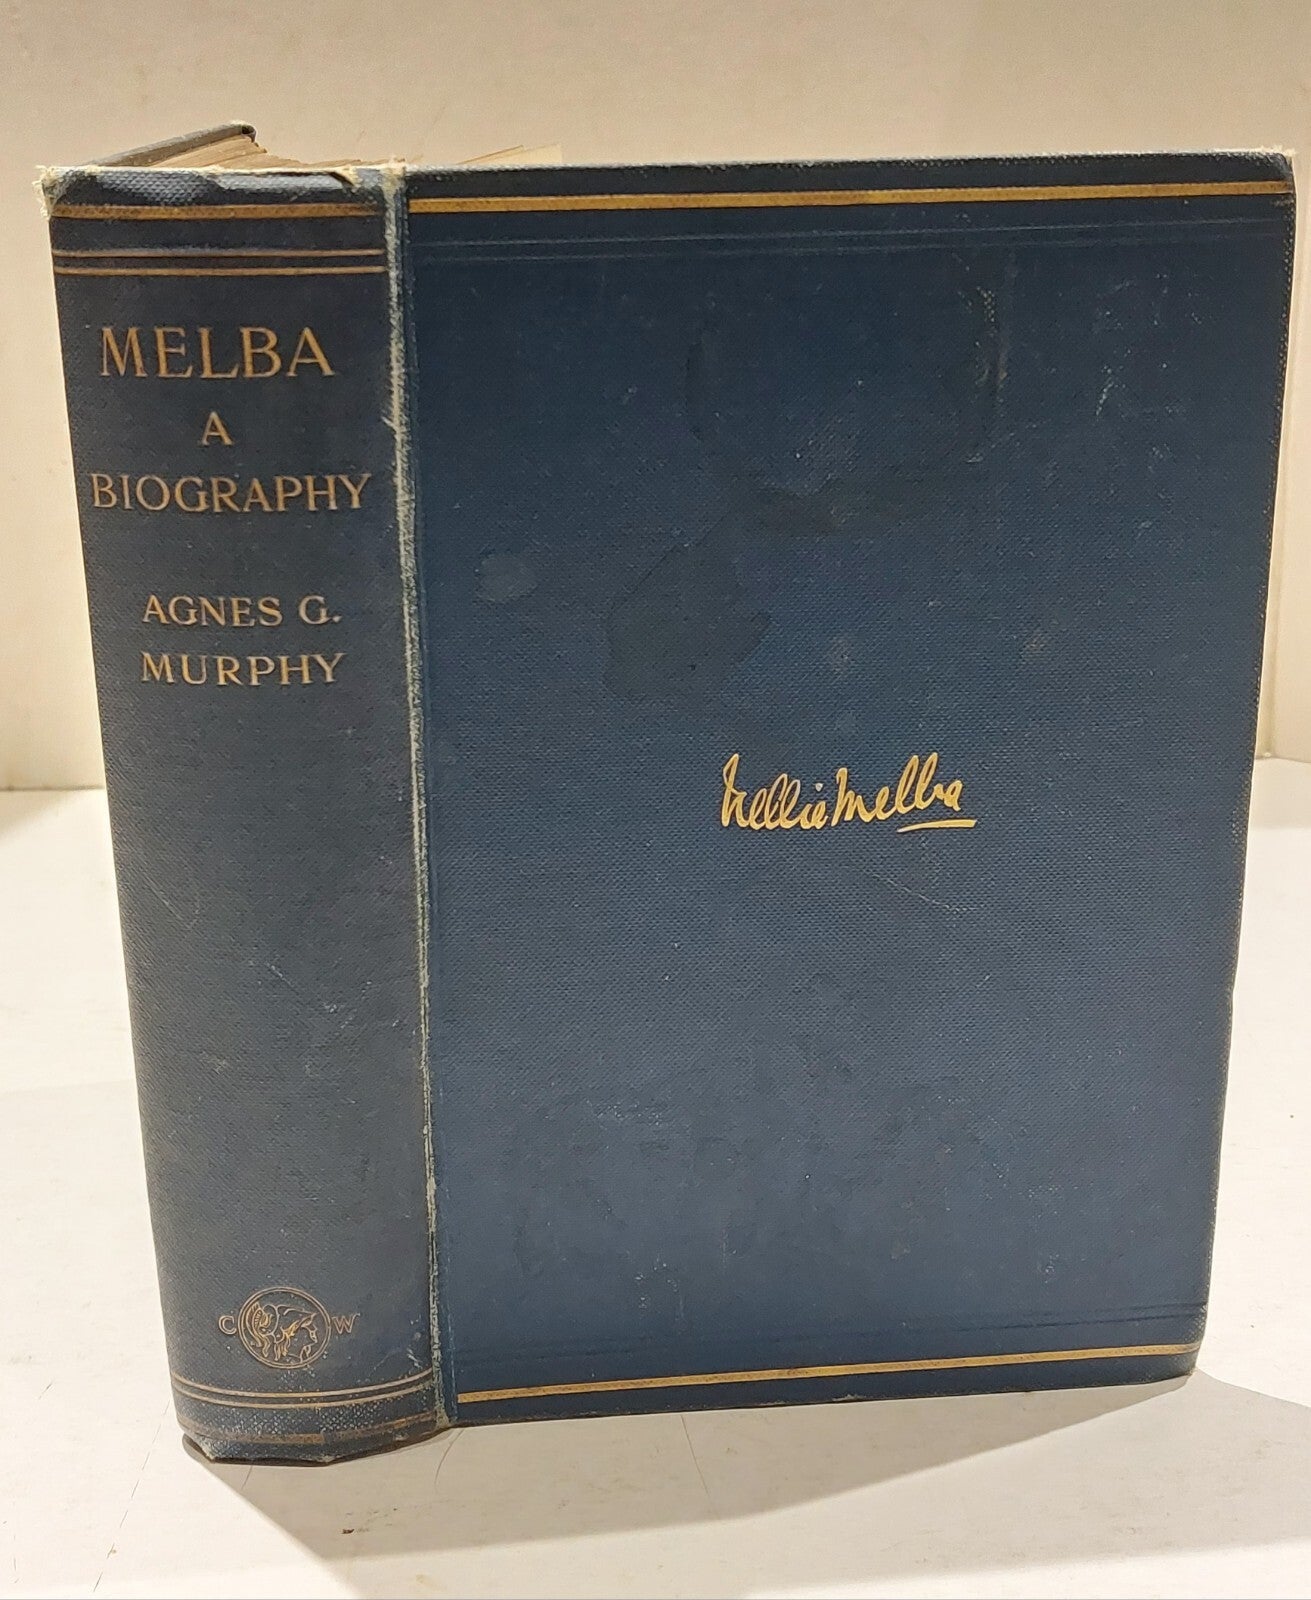 MELBA
A
BIOGRAPHY
AGNES G.
MURPHY
C W
Nellie Melba